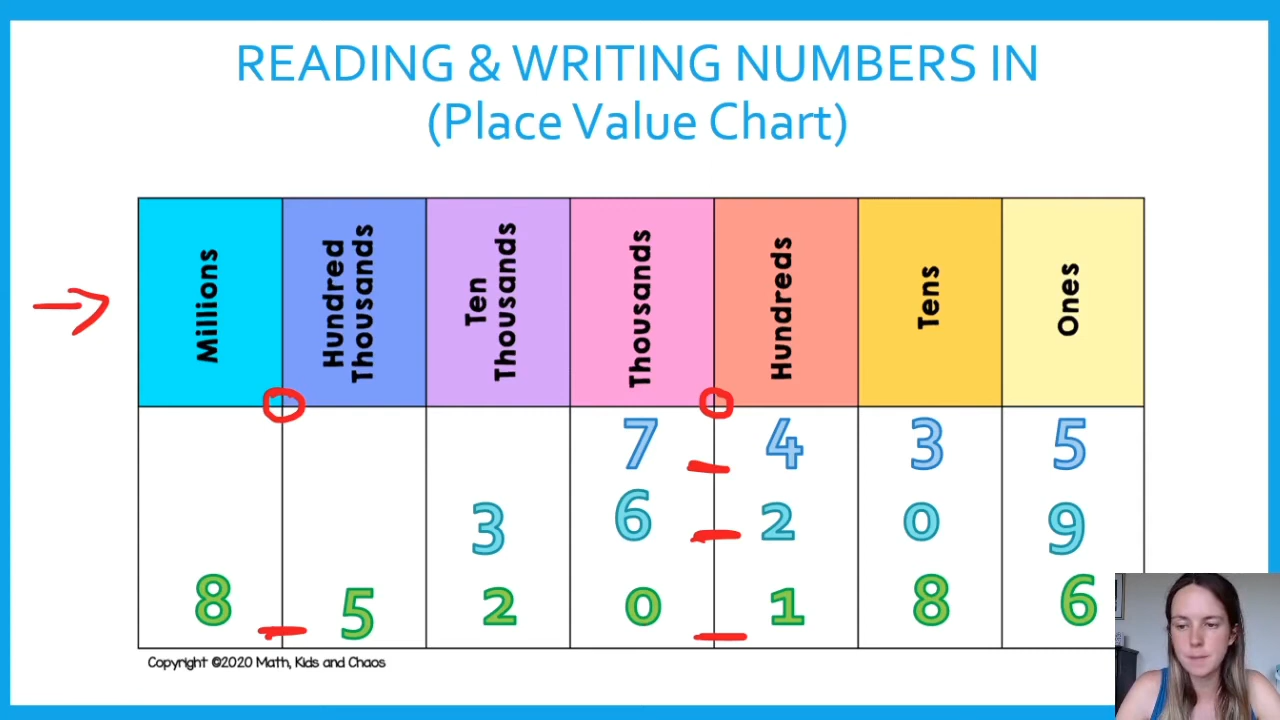 READING & WRITING NUMBERS IN
(Place Value Chart)
Millions
Hundred
Thousands
Ten
Thousands
Thousands
Hundreds
Tens
Ones
7 4 3 5
3 6 2 0 9
8 5 2 0 1 8 6
Copyright ©2020 Math, Kids and Chaos